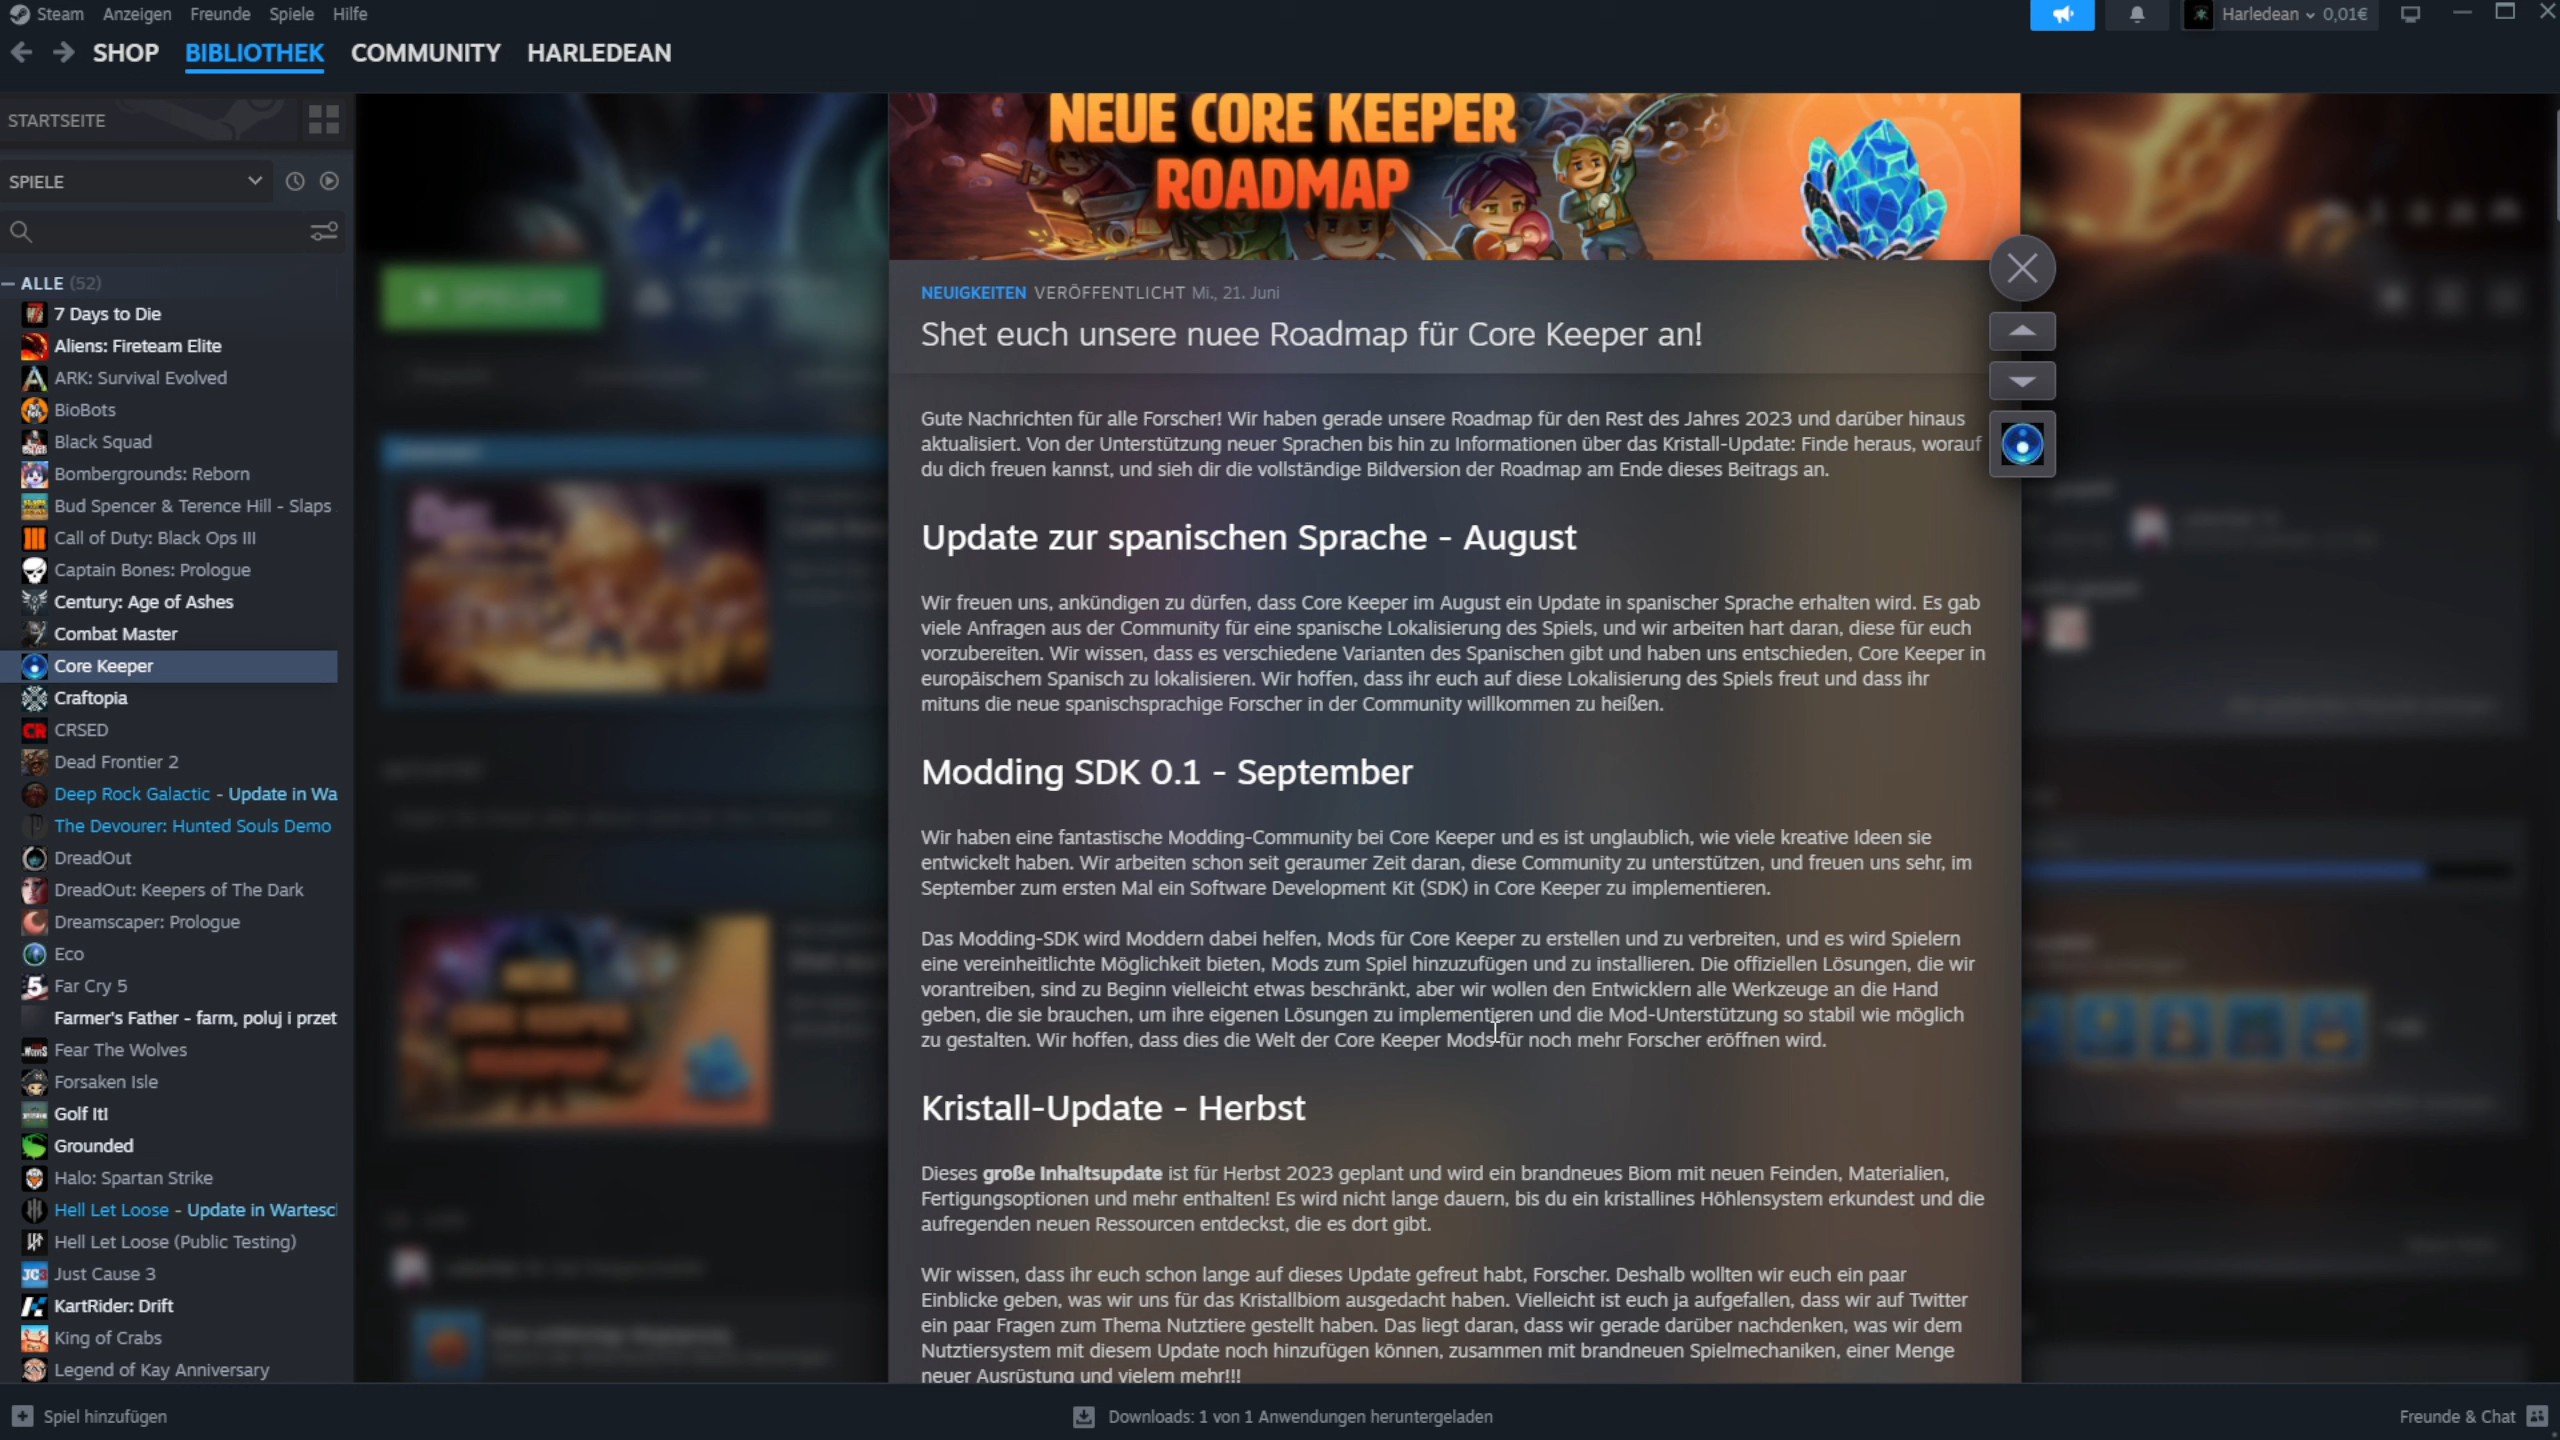 Steam Anzeigen Freunde Spiele Hilfe
Harledean 0,01€
SHOP BIBLIOTHEK COMMUNITY HARLEDEAN
STARTSEITE
SPIELE
ALLE (52)
7 Days to Die
Aliens: Fireteam Elite
ARK: Survival Evolved
BioBots
Black Squad
Bombergrounds: Reborn
Bud Spencer & Terence Hill - Slaps
Call of Duty: Black Ops III
Captain Bones: Prologue
Century: Age of Ashes
Combat Master
Core Keeper
Craftopia
CRSED
Dead Frontier 2
Deep Rock Galactic - Update in Wa
The Devourer: Hunted Souls Demo
DreadOut
DreadOut: Keepers of The Dark
Dreamscaper: Prologue
Eco
Far Cry 5
Farmer's Father - farm, poluj i przet
Fear The Wolves
Forsaken Isle
Golf It!
Grounded
Halo: Spartan Strike
Hell Let Loose - Update in Wartesc
Hell Let Loose (Public Testing)
Just Cause 3
KartRider: Drift
King of Crabs
Legend of Kay Anniversary
NEUE CORE KEEPER
ROADMAP
NEUIGKEITEN VERÖFFENTLICHT Mi., 21. Juni
Shet euch unsere nuee Roadmap für Core Keeper an!
Gute Nachrichten für alle Forscher! Wir haben gerade unsere Roadmap für den Rest des Jahres 2023 und darüber hinaus
aktualisiert. Von der Unterstützung neuer Sprachen bis hin zu Informationen über das Kristall-Update: Finde heraus, worauf
du dich freuen kannst, und sieh dir die vollständige Bildversion der Roadmap am Ende dieses Beitrags an.
Update zur spanischen Sprache - August
Wir freuen uns, ankündigen zu dürfen, dass Core Keeper im August ein Update in spanischer Sprache erhalten wird. Es gab
viele Anfragen aus der Community für eine spanische Lokalisierung des Spiels, und wir arbeiten hart daran, diese für euch
vorzubereiten. Wir wissen, dass es verschiedene Varianten des Spanischen gibt und haben uns entschieden, Core Keeper in
europäischem Spanisch zu lokalisieren. Wir hoffen, dass ihr euch auf diese Lokalisierung des Spiels freut und dass ihr
mituns die neue spanischsprachige Forscher in der Community willkommen zu heißen.
Modding SDK 0.1 - September
Wir haben eine fantastische Modding-Community bei Core Keeper und es ist unglaublich, wie viele kreative Ideen sie
entwickelt haben. Wir arbeiten schon seit geraumer Zeit daran, diese Community zu unterstützen, und freuen uns sehr, im
September zum ersten Mal ein Software Development Kit (SDK) in Core Keeper zu implementieren.
Das Modding-SDK wird Moddern dabei helfen, Mods für Core Keeper zu erstellen und zu verbreiten, und es wird Spielern
eine vereinheitlichte Möglichkeit bieten, Mods zum Spiel hinzuzufügen und zu installieren. Die offiziellen Lösungen, die wir
vorantreiben, sind zu Beginn vielleicht etwas beschränkt, aber wir wollen den Entwicklern alle Werkzeuge an die Hand
geben, die sie brauchen, um ihre eigenen Lösungen zu implementieren und die Mod-Unterstützung so stabil wie möglich
zu gestalten. Wir hoffen, dass dies die Welt der Core Keeper Mods für noch mehr Forscher eröffnen wird.
Kristall-Update - Herbst
Dieses große Inhaltsupdate ist für Herbst 2023 geplant und wird ein brandneues Biom mit neuen Feinden, Materialien,
Fertigungsoptionen und mehr enthalten! Es wird nicht lange dauern, bis du ein kristallines Höhlensystem erkundest und die
aufregenden neuen Ressourcen entdeckst, die es dort gibt.
Wir wissen, dass ihr euch schon lange auf dieses Update gefreut habt, Forscher. Deshalb wollten wir euch ein paar
Einblicke geben, was wir uns für das Kristallbiom ausgedacht haben. Vielleicht ist euch ja aufgefallen, dass wir auf Twitter
ein paar Fragen zum Thema Nutztiere gestellt haben. Das liegt daran, dass wir gerade darüber nachdenken, was wir dem
Nutztiersystem mit diesem Update noch hinzufügen können, zusammen mit brandneuen Spielmechaniken, einer Menge
neuer Ausrüstung und vielem mehr!!!
Spiel hinzufügen
Downloads: 1 von 1 Anwendungen heruntergeladen
Freunde & Chat